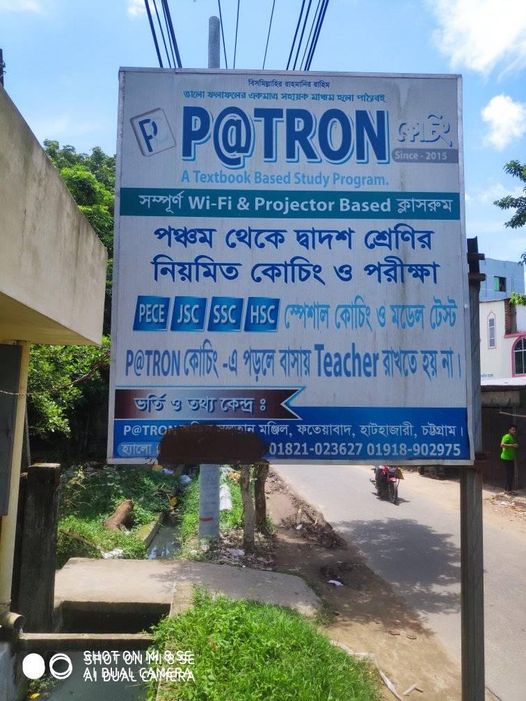 বিসমিল্লাহির রাহমানির রাহিম
ভালো ফলাফলের একমাত্র সহায়ক মাধ্যম হলো পাঠ্যবই
P P@TRON কোচিং
Since - 2015
A Textbook Based Study Program.
সম্পূর্ণ Wi-Fi & Projector Based ক্লাসরুম
পঞ্চম থেকে দ্বাদশ শ্রেণির
নিয়মিত কোচিং ও পরীক্ষা
PECE JSC SSC HSC স্পেশাল কোচিং ও মডেল টেস্ট
P@TRON কোচিং -এ পড়লে বাসায় Teacher রাখতে হয় না।
ভর্তি ও তথ্য কেন্দ্র ঃ
P@TRON মঞ্জিল, ফতেয়াবাদ, হাটহাজারী, চট্টগ্রাম।
হ্যালো 01821-023627 01918-902975
SHOT ON MI 8 SE
AI DUAL CAMERA